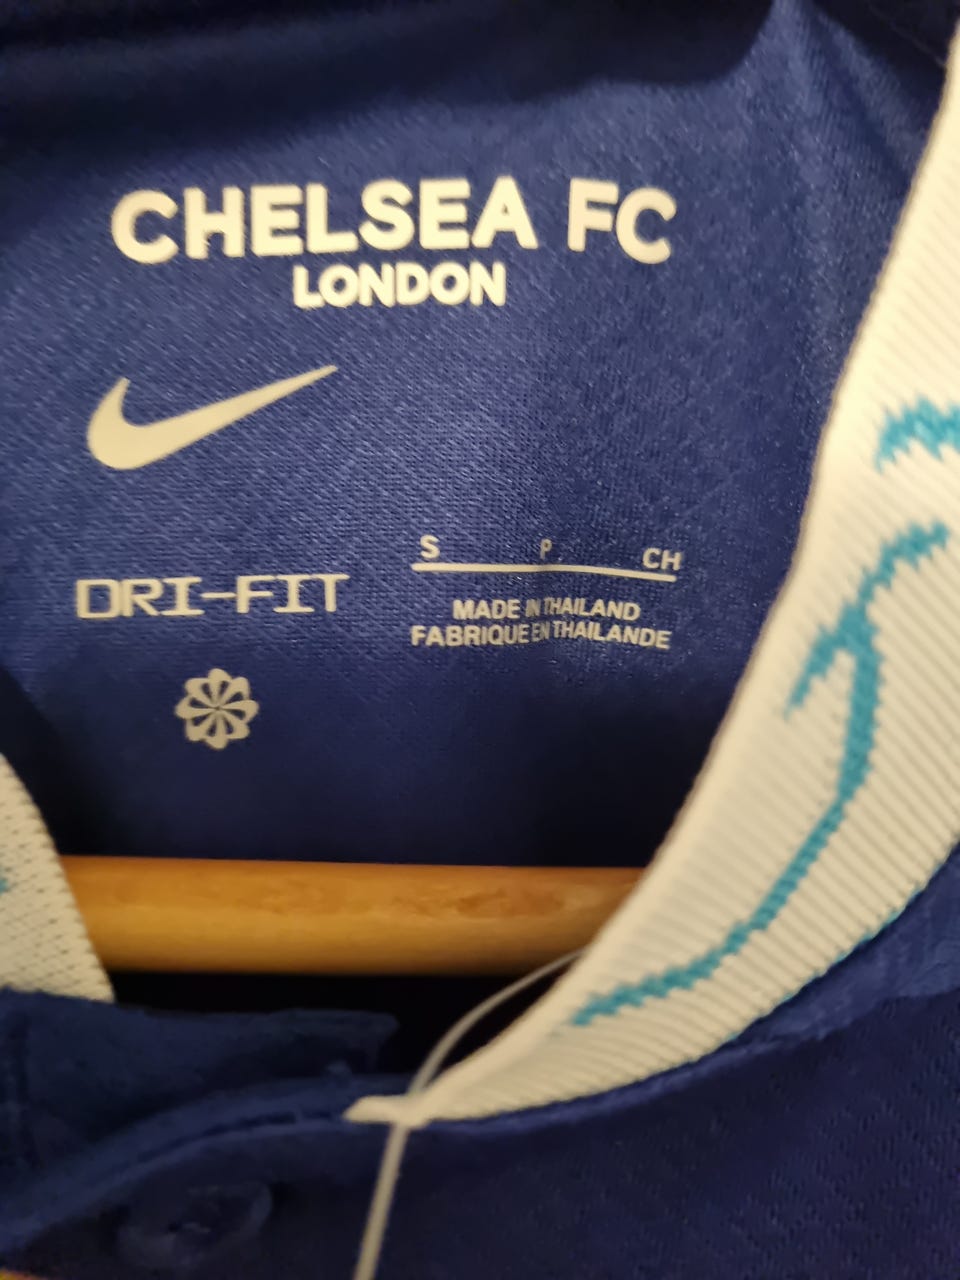 CHELSEA FC
LONDON
DRI-FIT
S P CH
MADE IN THAILAND
FABRIQUE EN THAILANDE